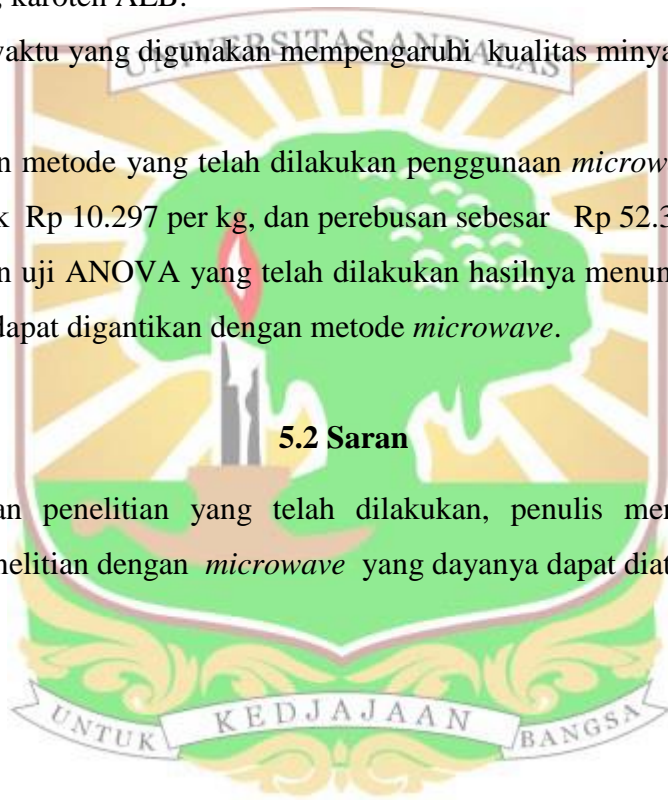 karoten ALB.
waktu yang digunakan mempengaruhi kualitas minya
UNIVERSITAS ANDALAS
n metode yang telah dilakukan penggunaan microw
k Rp 10.297 per kg, dan perebusan sebesar Rp 52.3
n uji ANOVA yang telah dilakukan hasilnya menun
dapat digantikan dengan metode microwave.
5.2 Saran
an penelitian yang telah dilakukan, penulis mer
nelitian dengan microwave yang dayanya dapat diat
UNTUK KEDJAJAAN BANGSA